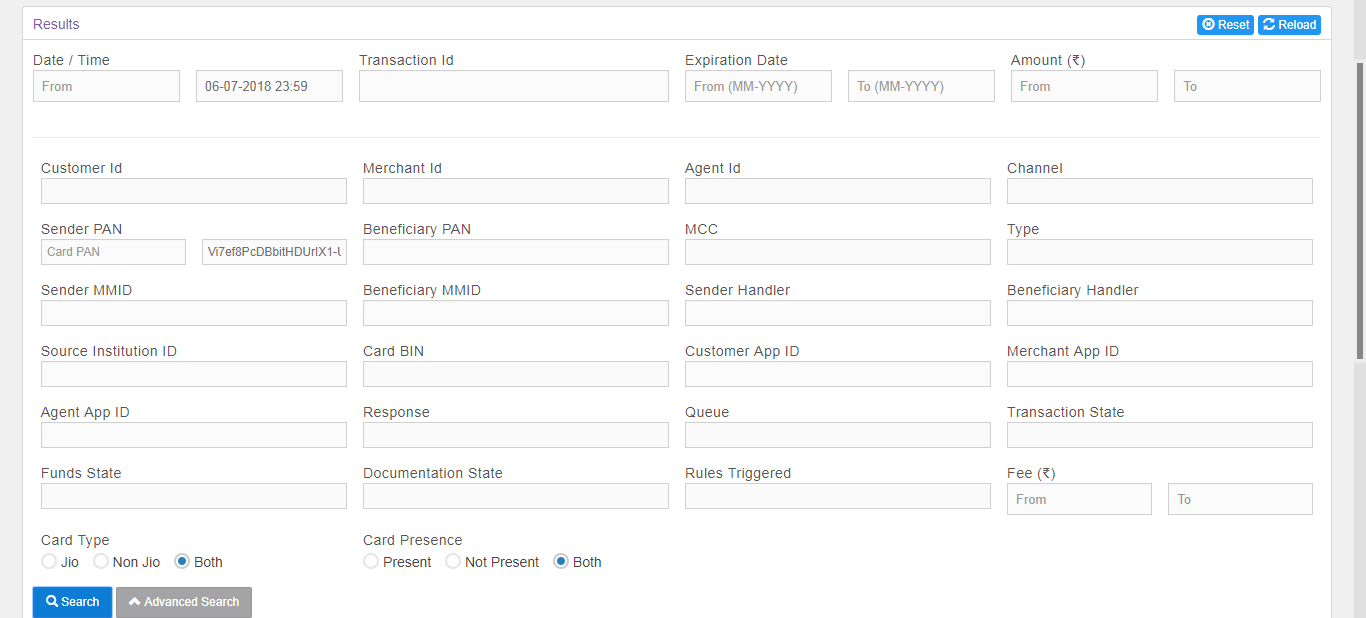 Results Reset Reload
Date / Time Transaction Id Expiration Date Amount (₹)
From 06-07-2018 23:59 From (MM-YYYY) To (MM-YYYY) From To
Customer Id Merchant Id Agent Id Channel
Sender PAN Beneficiary PAN MCC Type
Card PAN
Sender MMID Beneficiary MMID Sender Handler Beneficiary Handler
Source Institution ID Card BIN Customer App ID Merchant App ID
Agent App ID Response Queue Transaction State
Funds State Documentation State Rules Triggered Fee (₹)
From To
Card Type Card Presence
Jio Non Jio Both Present Not Present Both
Search Advanced Search